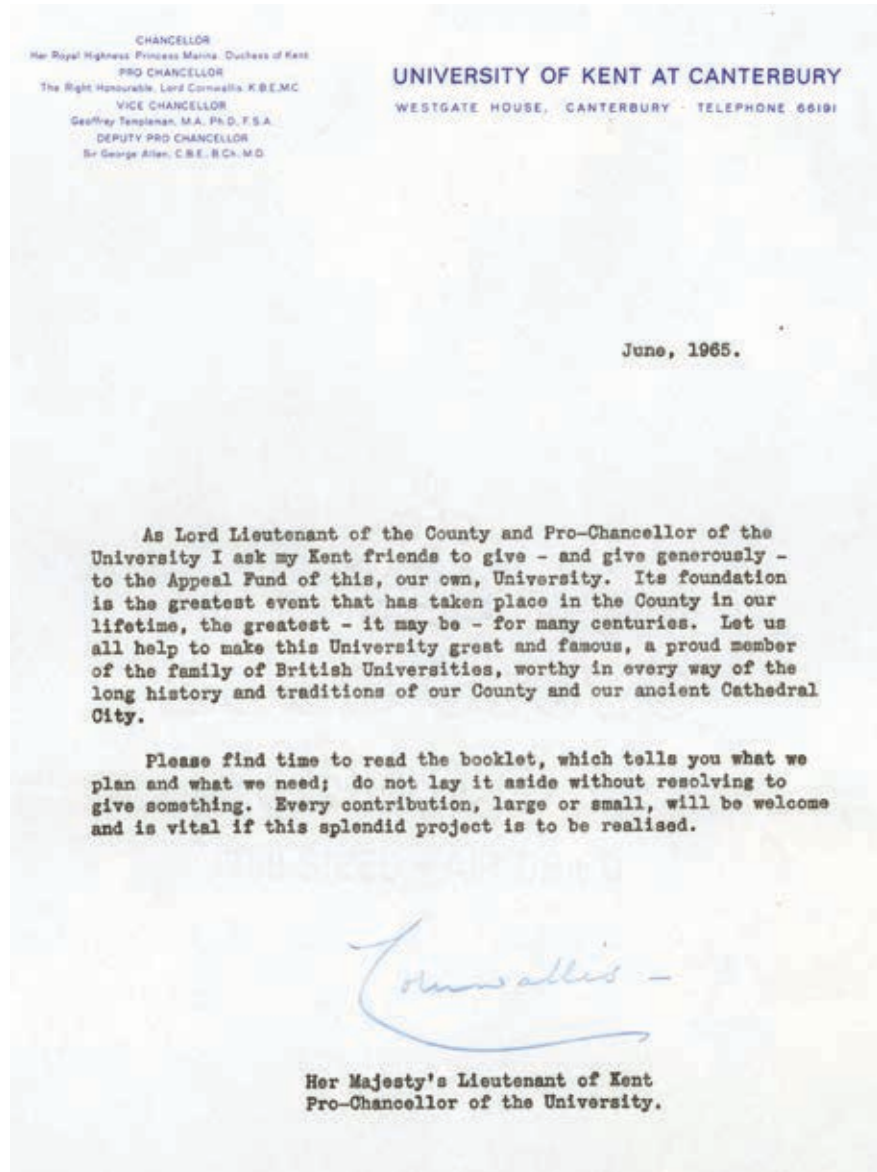 CHANCELLOR
Her Royal Highness Princess Marina, Duchess of Kent
PRO CHANCELLOR
The Right Honourable, Lord Cornwallis, K.B.E, M.C.
VICE CHANCELLOR
Geoffrey Templeman, M.A., Ph.D., F.S.A.
DEPUTY PRO CHANCELLOR
Sir George Allen, C.B.E., B.Ch., M.D.
UNIVERSITY OF KENT AT CANTERBURY
WESTGATE HOUSE, CANTERBURY · TELEPHONE 66191
June, 1965.
As Lord Lieutenant of the County and Pro-Chancellor of the
University I ask my Kent friends to give - and give generously -
to the Appeal Fund of this, our own, University. Its foundation
is the greatest event that has taken place in the County in our
lifetime, the greatest - it may be - for many centuries. Let us
all help to make this University great and famous, a proud member
of the family of British Universities, worthy in every way of the
long history and traditions of our County and our ancient Cathedral
City.
Please find time to read the booklet, which tells you what we
plan and what we need; do not lay it aside without resolving to
give something. Every contribution, large or small, will be welcome
and is vital if this splendid project is to be realised.
Cornwallis -
Her Majesty's Lieutenant of Kent
Pro-Chancellor of the University.